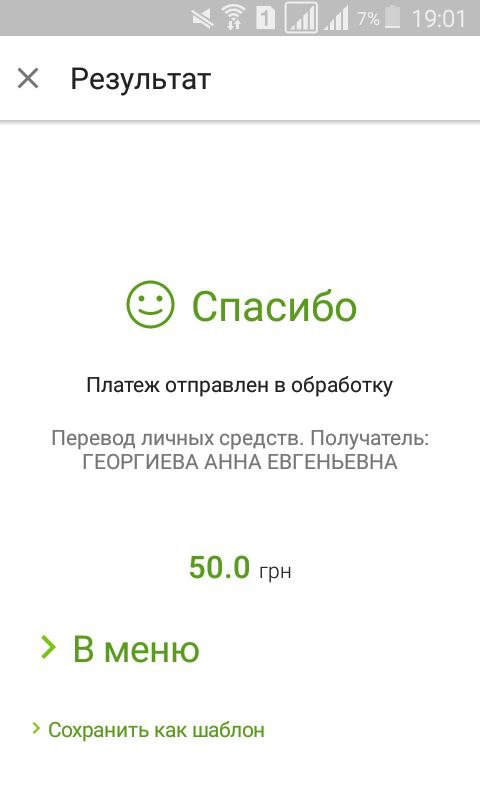 1 7% 19:01
Результат
Спасибо
Платеж отправлен в обработку
Перевод личных средств. Получатель:
ГЕОРГИЕВА АННА ЕВГЕНЬЕВНА
50.0 грн
В меню
Сохранить как шаблон